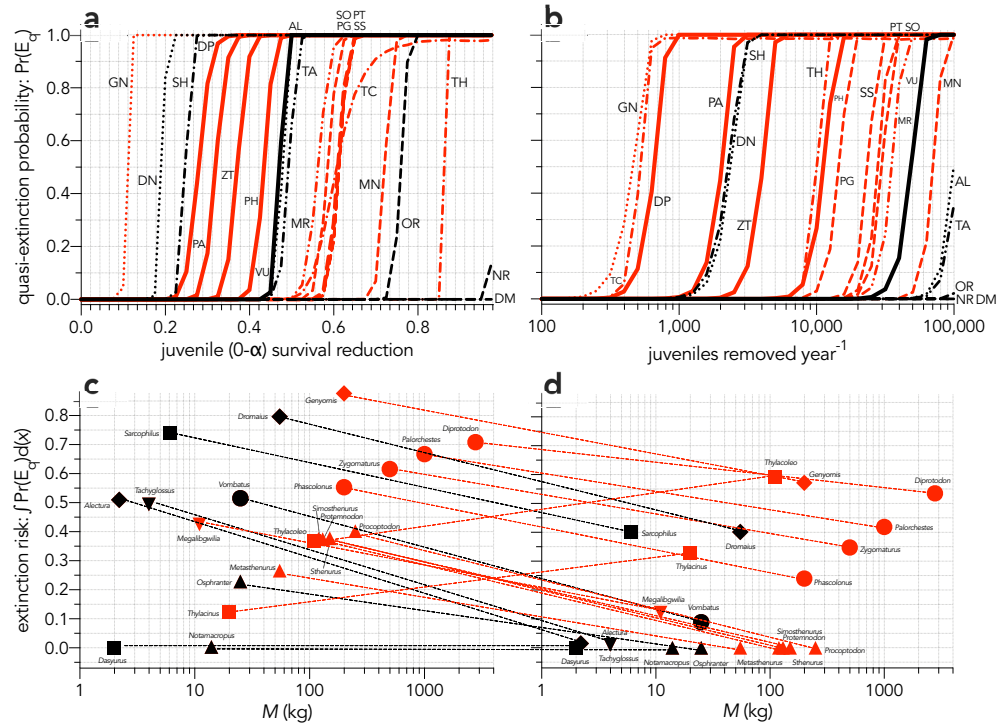 a
b
quasi-extinction probability: Pr(Eq)
1.0
0.8
0.6
0.4
0.2
0.0
GN
DN
SH
DP
PA
ZT
PH
VU
AL
TA
SO PT
PG SS
MR
TC
MN
OR
TH
NR
DM
0.0
0.2
0.4
0.6
0.8
juvenile (0-α) survival reduction
GN
TC
DP
PA
DN
SH
ZT
TH
PH
PG
SS
PT SO
MR
VU
MN
AL
TA
OR
NR DM
100
1,000
10,000
100,000
juveniles removed year-1
c
d
extinction risk: ∫ Pr(Eq)d(x)
0.8
0.7
0.6
0.5
0.4
0.3
0.2
0.1
0.0
Genyornis
Dromaius
Sarcophilus
Diprotodon
Palorchestes
Zygomaturus
Phascolonus
Vombatus
Tachyglossus
Alectura
Megalibgwilia
Simosthenurus
Protemnodon
Procoptodon
Thylacoleo
Sthenurus
Metasthenurus
Osphranter
Thylacinus
Notamacropus
Dasyurus
1
10
100
1000
M (kg)
Thylacoleo
Genyornis
Diprotodon
Palorchestes
Sarcophilus
Dromaius
Zygomaturus
Thylacinus
Phascolonus
Megalibgwilia
Vombatus
Alectura
Simosthenurus
Protemnodon
Dasyurus
Tachyglossus
Notamacropus
Osphranter
Metasthenurus
Sthenurus
Procoptodon
1
10
100
1000
M (kg)